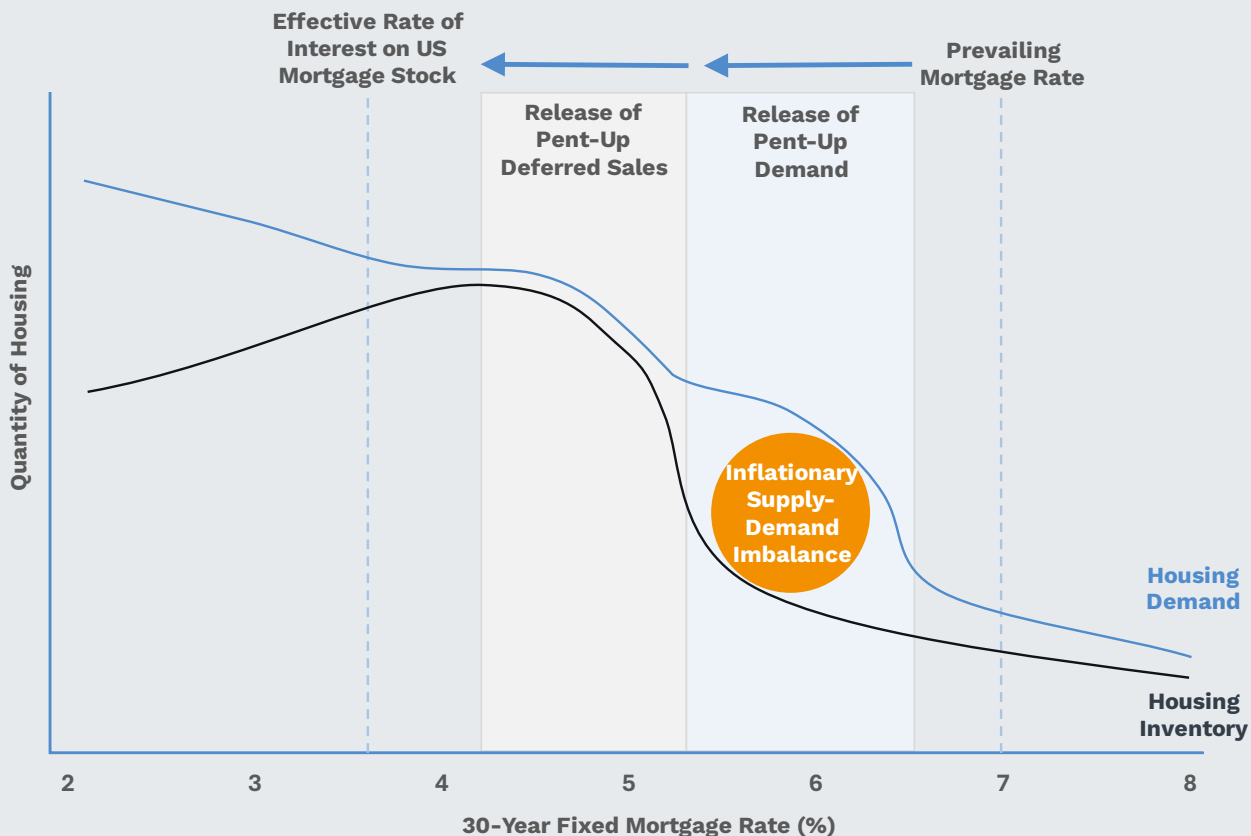 Effective Rate of
Interest on US
Mortgage Stock
Prevailing
Mortgage Rate
Release of
Pent-Up
Deferred Sales
Release of
Pent-Up
Demand
Quantity of Housing
Inflationary
Supply-
Demand
Imbalance
Housing
Demand
Housing
Inventory
2 3 4 5 6 7 8
30-Year Fixed Mortgage Rate (%)